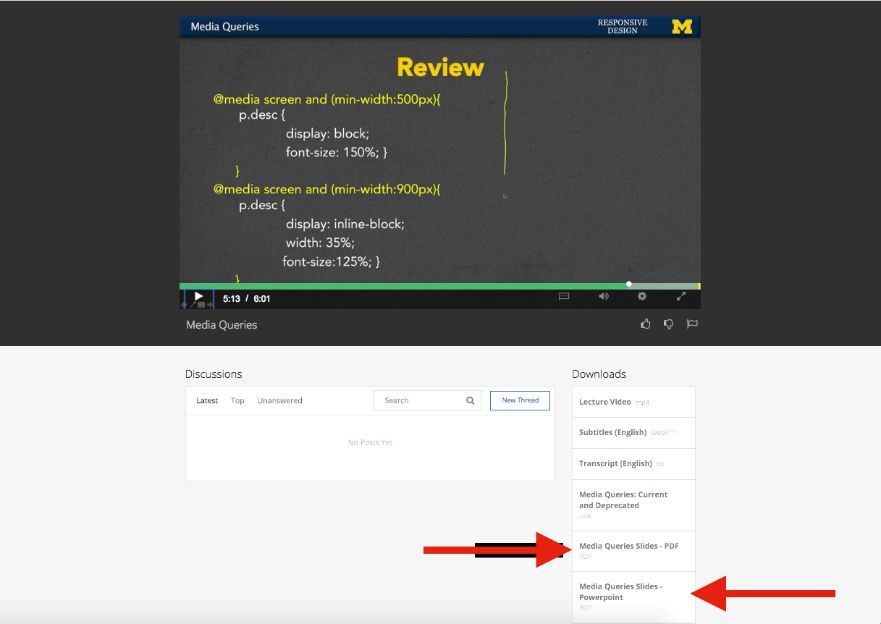 Media Queries
RESPONSIVE
DESIGN
M
Review
@media screen and (min-width:500px){
p.desc {
display: block;
font-size: 150%; }
}
@media screen and (min-width:900px){
p.desc {
display: inline-block;
width: 35%;
font-size:125%; }
}
5:13 / 6:01
Media Queries
Discussions
Latest Top Unanswered Search New Thread
No Posts Yet
Downloads
Lecture Video mp4
Subtitles (English) WebVTT
Transcript (English) txt
Media Queries: Current
and Deprecated
Link
Media Queries Slides - PDF
PDF
Media Queries Slides -
Powerpoint
PDF